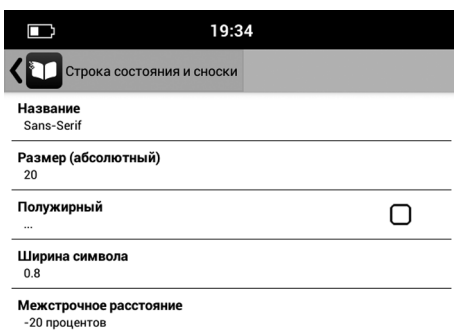 19:34
Строка состояния и сноски
Название
Sans-Serif
Размер (абсолютный)
20
Полужирный
...
Ширина символа
0.8
Межстрочное расстояние
-20 процентов